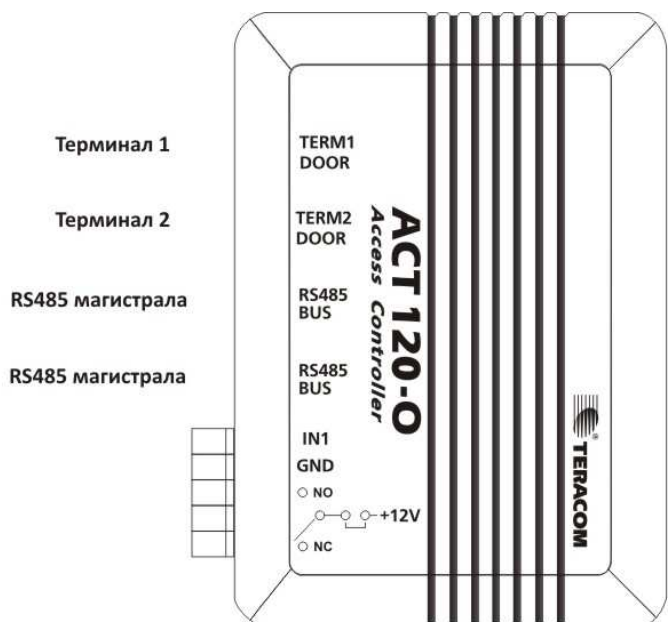 Терминал 1
TERM1
DOOR
Терминал 2
TERM2
DOOR
RS485 магистрала
RS485
BUS
RS485 магистрала
RS485
BUS
IN1
GND
NO
+12V
NC
ACT 120-O
Access Controller
TERACOM®